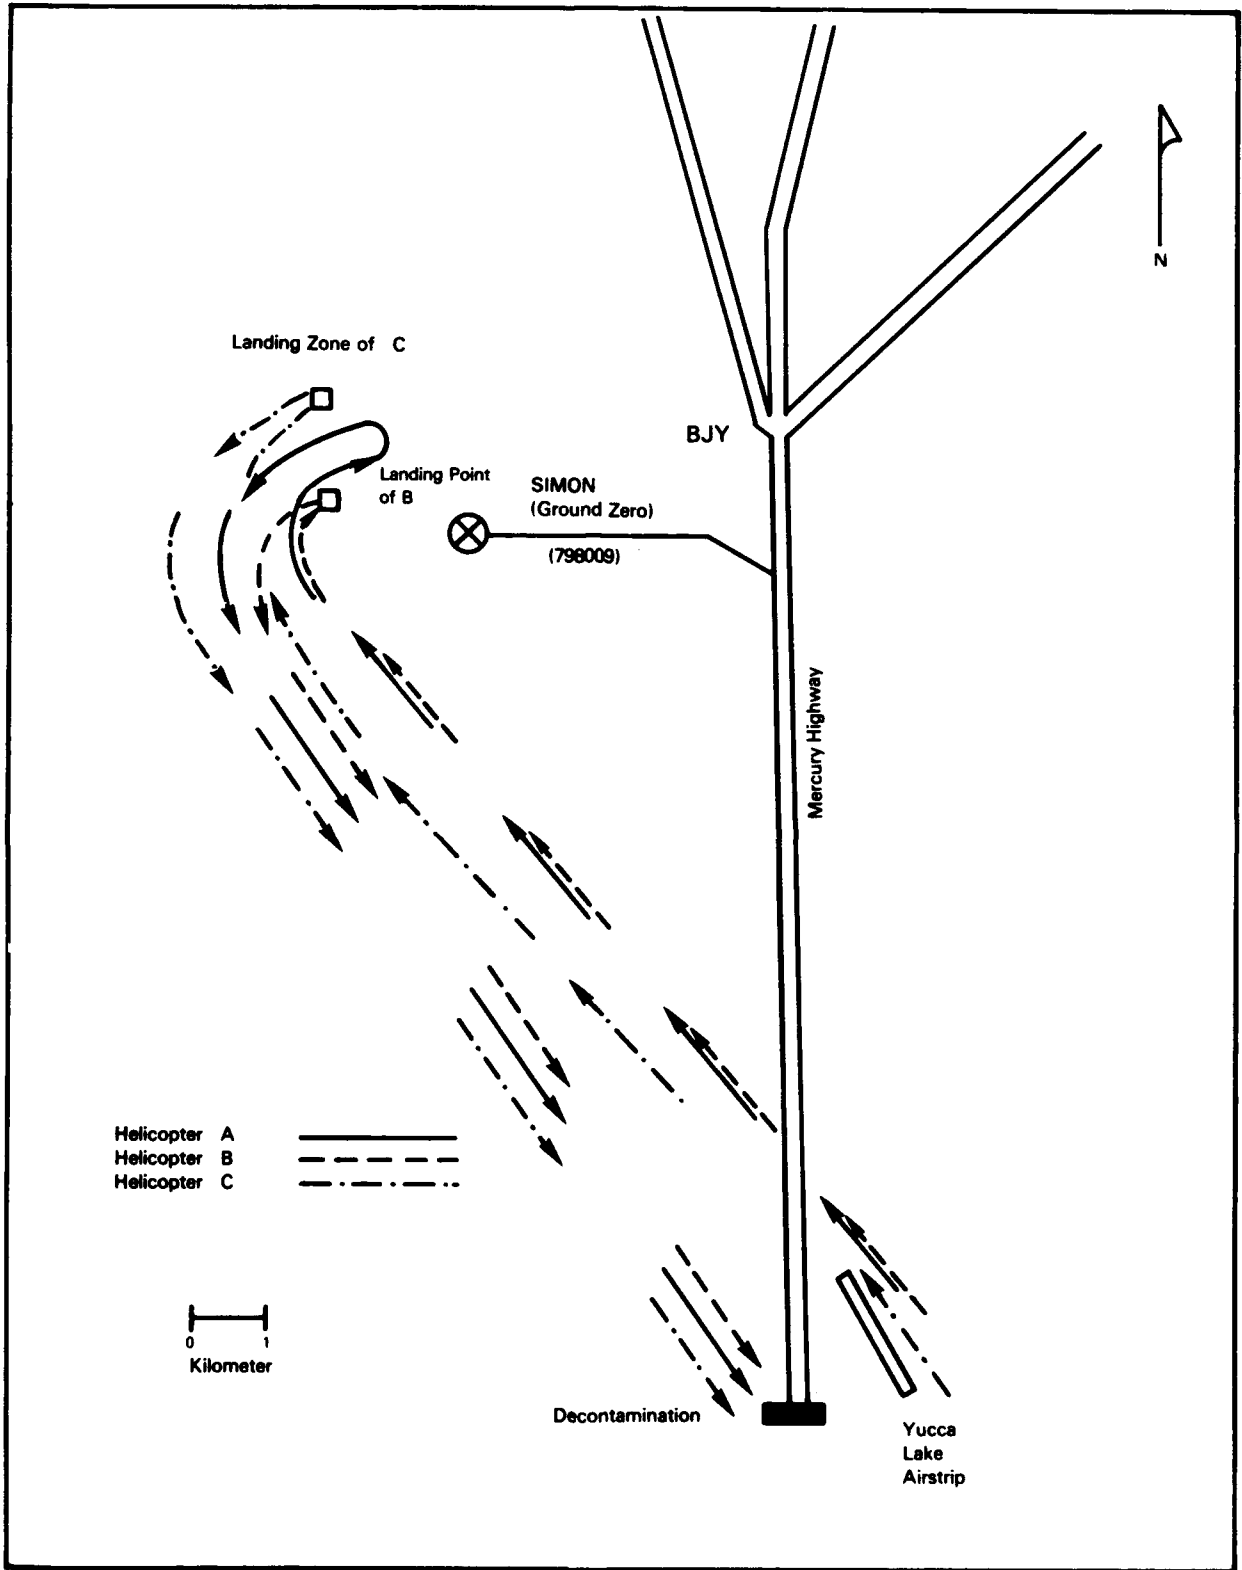 N
Landing Zone of C
BJY
Landing Point
of B
SIMON
(Ground Zero)
(798009)
Mercury Highway
Helicopter A
Helicopter B
Helicopter C
0 1
Kilometer
Decontamination
Yucca
Lake
Airstrip